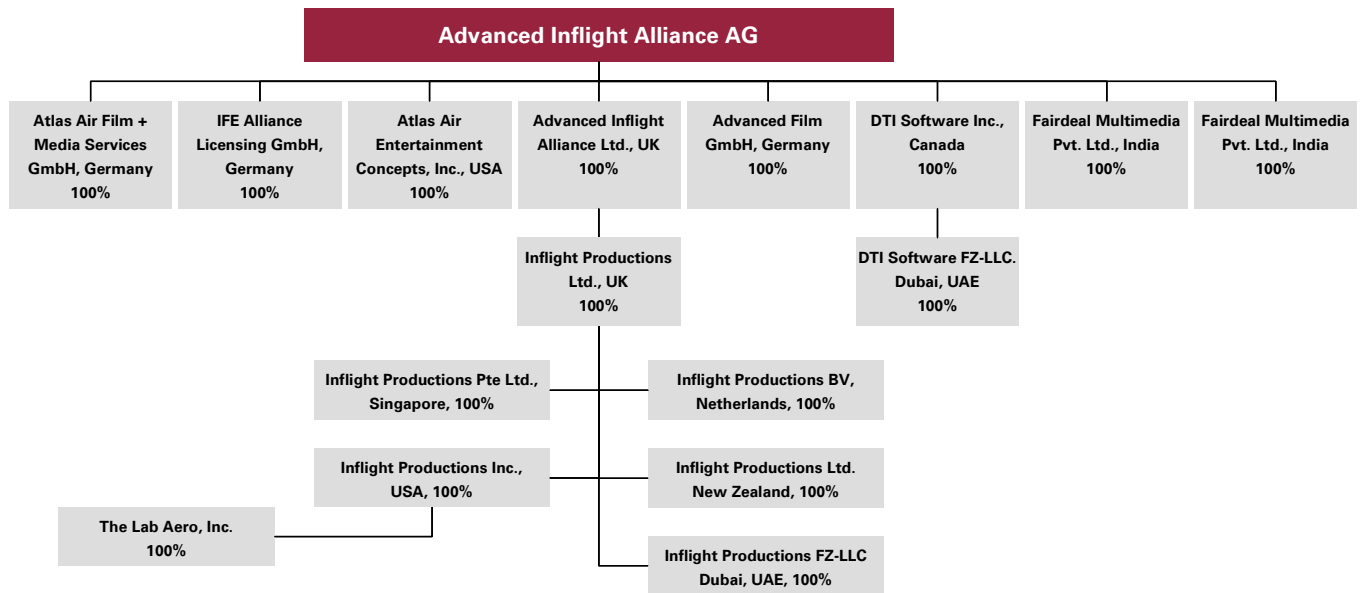 Advanced Inflight Alliance AG
Atlas Air Film +
Media Services
GmbH, Germany
100%
IFE Alliance
Licensing GmbH,
Germany
100%
Atlas Air
Entertainment
Concepts, Inc., USA
100%
Advanced Inflight
Alliance Ltd., UK
100%
Advanced Film
GmbH, Germany
100%
DTI Software Inc.,
Canada
100%
Fairdeal Multimedia
Pvt. Ltd., India
100%
Fairdeal Multimedia
Pvt. Ltd., India
100%
Inflight Productions
Ltd., UK
100%
DTI Software FZ-LLC.
Dubai, UAE
100%
Inflight Productions Pte Ltd.,
Singapore, 100%
Inflight Productions BV,
Netherlands, 100%
Inflight Productions Inc.,
USA, 100%
Inflight Productions Ltd.
New Zealand, 100%
The Lab Aero, Inc.
100%
Inflight Productions FZ-LLC
Dubai, UAE, 100%